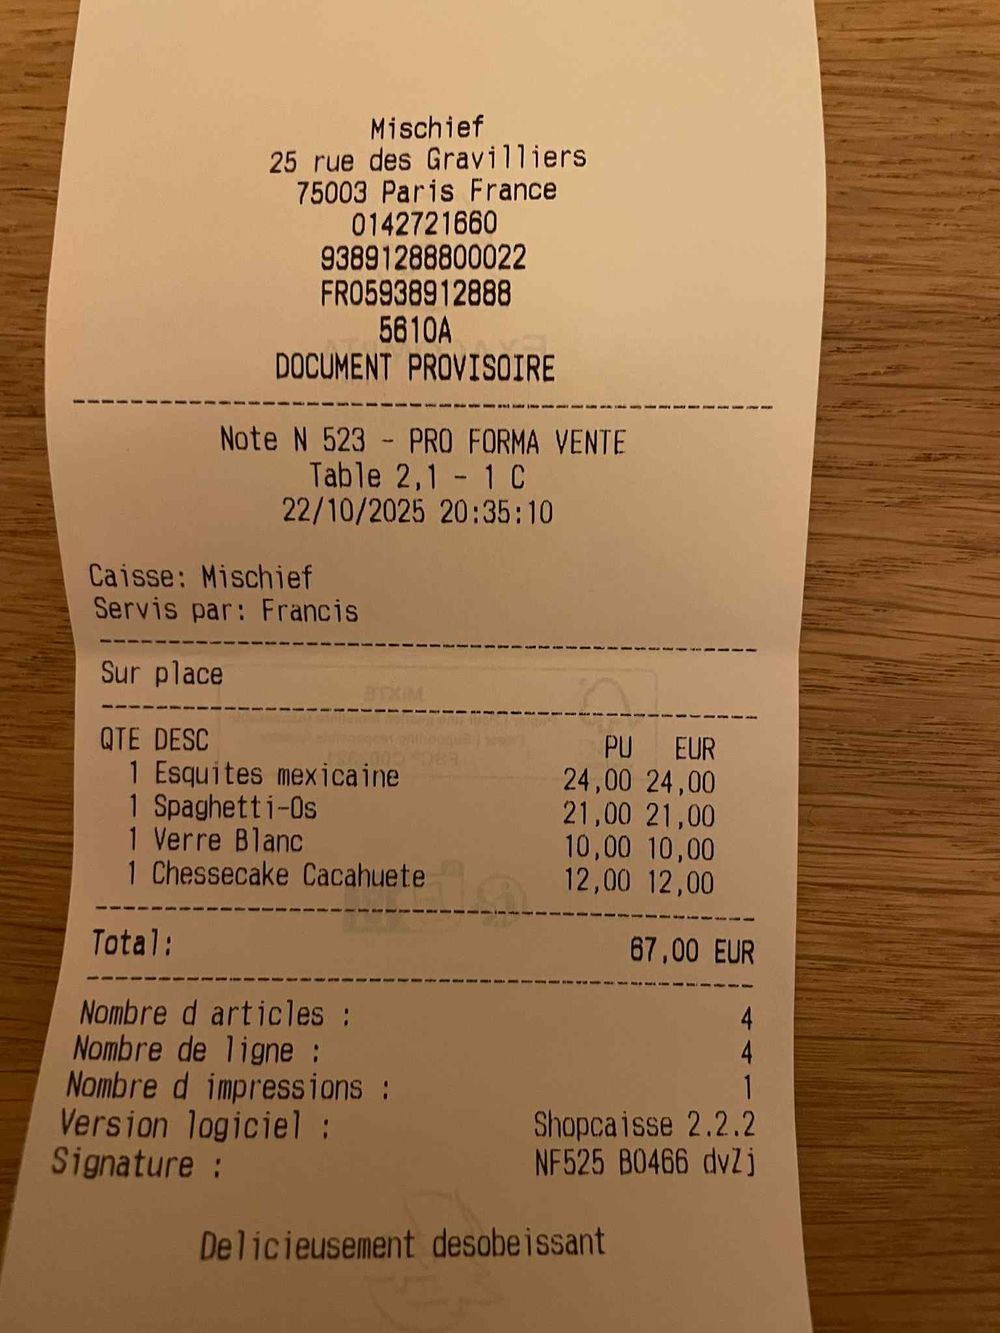 Mischief
25 rue des Gravilliers
75003 Paris France
0142721660
93891288800022
FR05938912888
5610A
DOCUMENT PROVISOIRE
Note N 523 - PRO FORMA VENTE
Table 2,1 - 1 C
22/10/2025 20:35:10
Caisse: Mischief
Servis par: Francis
Sur place
QTE DESC PU EUR
1 Esquites mexicaine 24,00 24,00
1 Spaghetti-Os 21,00 21,00
1 Verre Blanc 10,00 10,00
1 Chessecake Cacahuete 12,00 12,00
Total: 67,00 EUR
Nombre d articles : 4
Nombre de ligne : 4
Nombre d impressions : 1
Version logiciel : Shopcaisse 2.2.2
Signature : NF525 B0466 dvZj
Delicieusement desobeissant